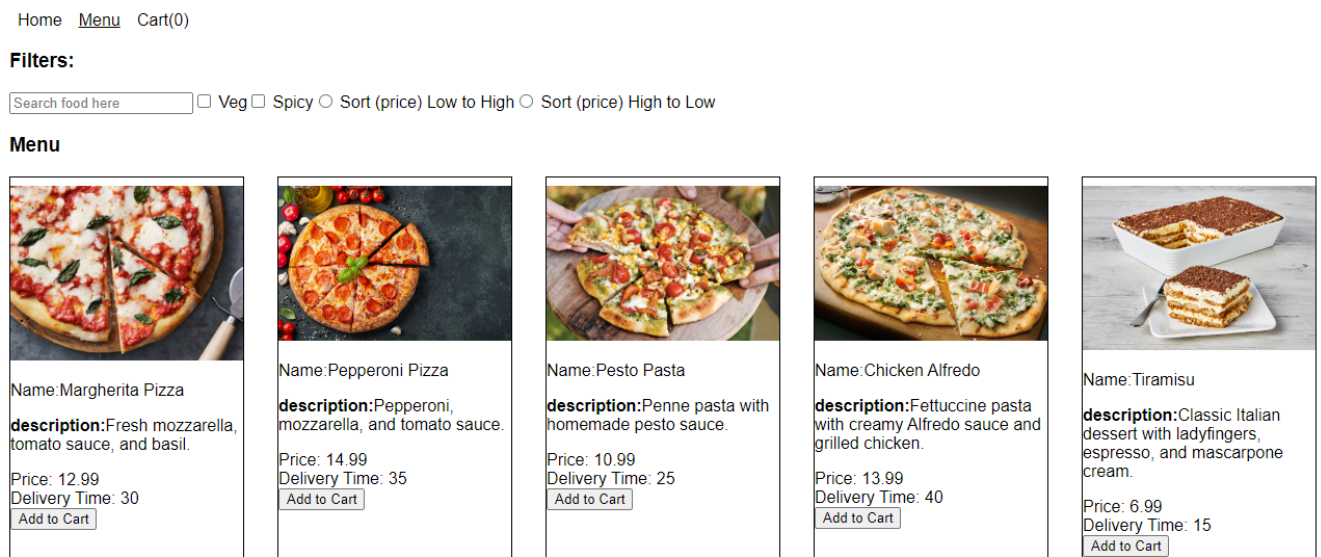 Home Menu Cart(0)
Filters:
Search food here Veg Spicy Sort (price) Low to High Sort (price) High to Low
Menu
Name:Margherita Pizza
description:Fresh mozzarella,
tomato sauce, and basil.
Price: 12.99
Delivery Time: 30
Add to Cart
Name:Pepperoni Pizza
description:Pepperoni,
mozzarella, and tomato sauce.
Price: 14.99
Delivery Time: 35
Add to Cart
Name:Pesto Pasta
description:Penne pasta with
homemade pesto sauce.
Price: 10.99
Delivery Time: 25
Add to Cart
Name:Chicken Alfredo
description:Fettuccine pasta
with creamy Alfredo sauce and
grilled chicken.
Price: 13.99
Delivery Time: 40
Add to Cart
Name:Tiramisu
description:Classic Italian
dessert with ladyfingers,
espresso, and mascarpone
cream.
Price: 6.99
Delivery Time: 15
Add to Cart